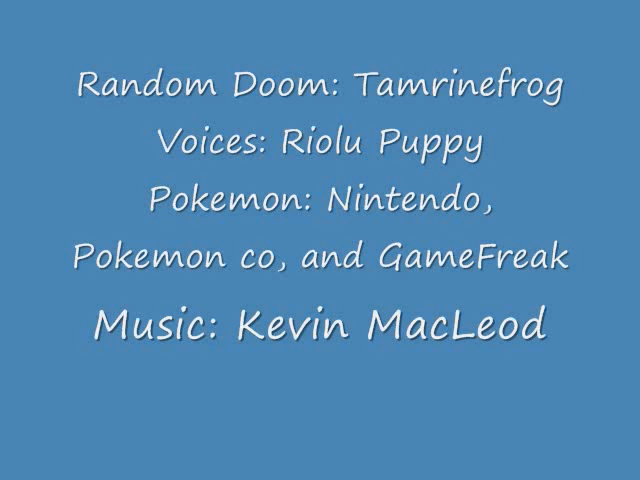 Random Doom: Tamrinefrog
Voices: Riolu Puppy
Pokemon: Nintendo,
Pokemon co, and GameFreak
Music: Kevin MacLeod